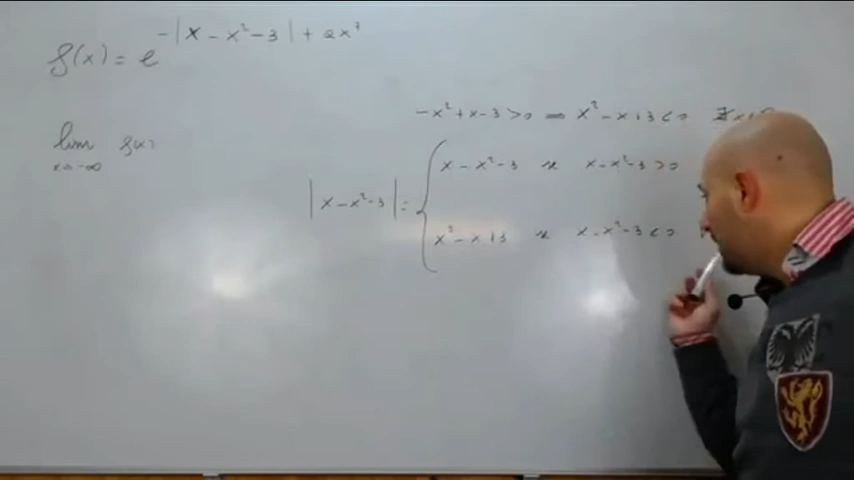 f(x) = e^{-|x - x² - 3| + 2x²}
-x² + x - 3 > 0 ⇒ x² - x + 3 < 0
lim f(x)
x → -∞
|x - x² - 3| = { x - x² - 3 se x - x² - 3 > 0
x² - x + 3 se x - x² - 3 < 0